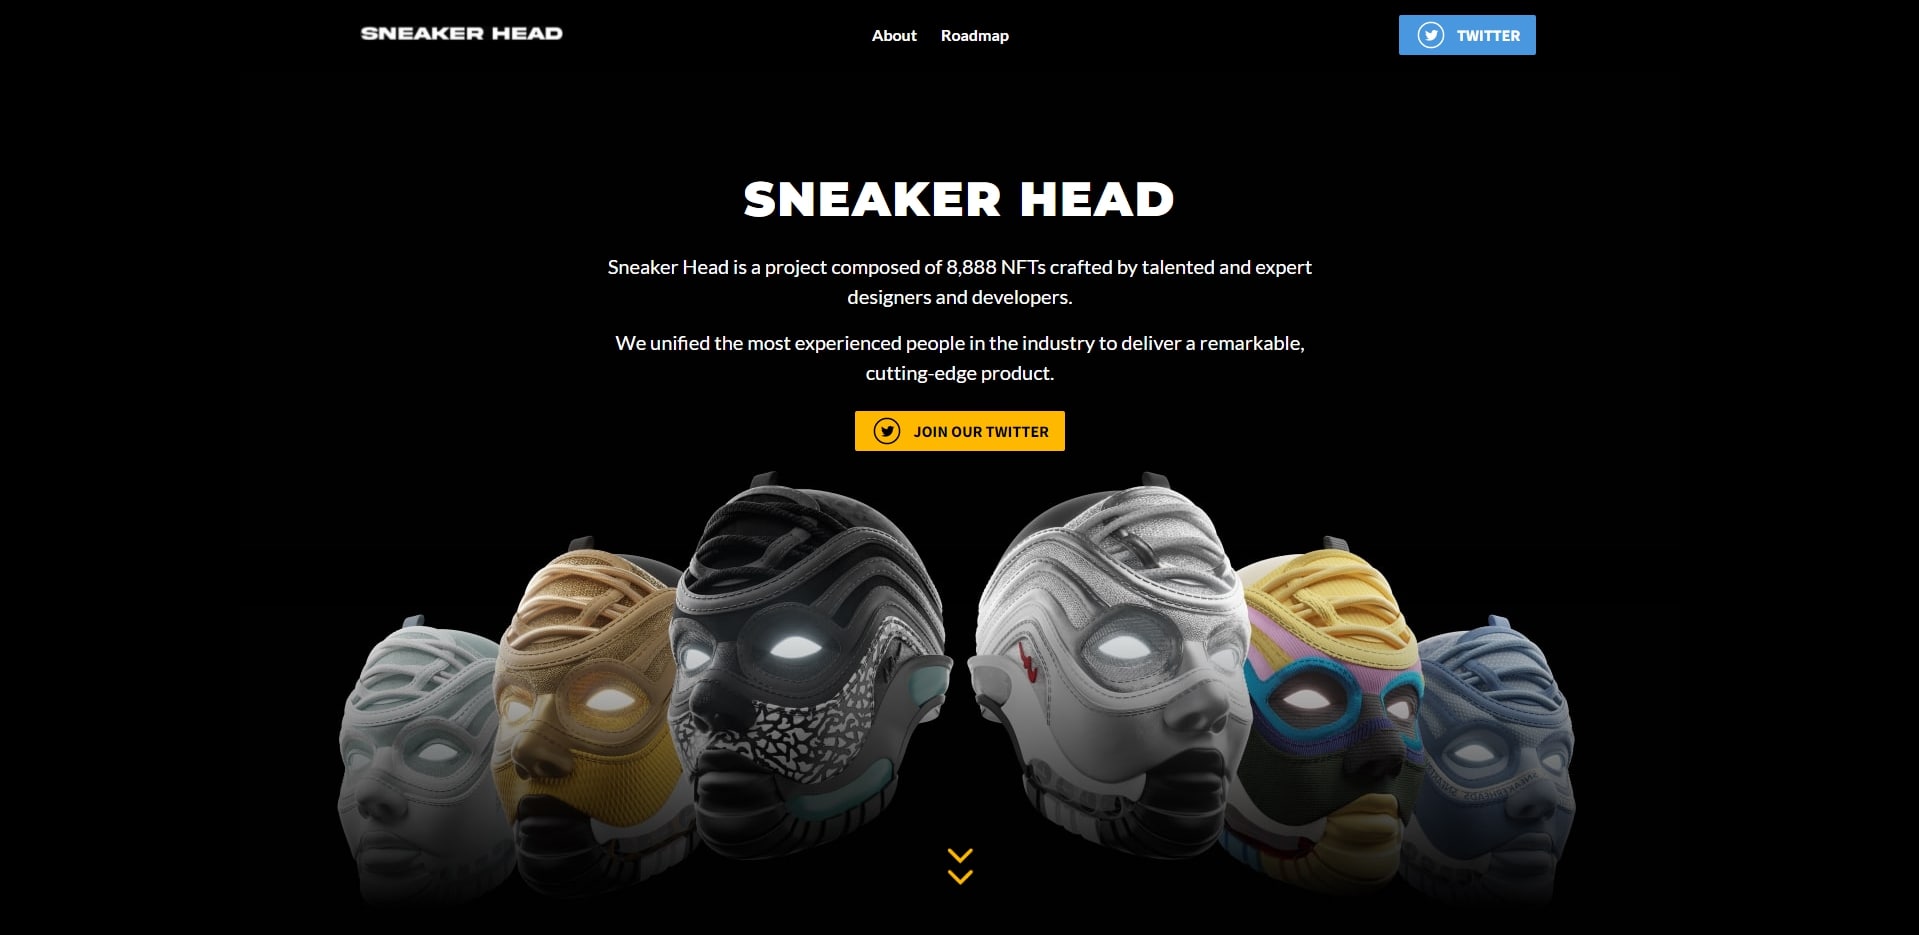 SNEAKER HEAD
About
Roadmap
TWITTER
SNEAKER HEAD
Sneaker Head is a project composed of 8,888 NFTs crafted by talented and expert
designers and developers.
We unified the most experienced people in the industry to deliver a remarkable,
cutting-edge product.
JOIN OUR TWITTER